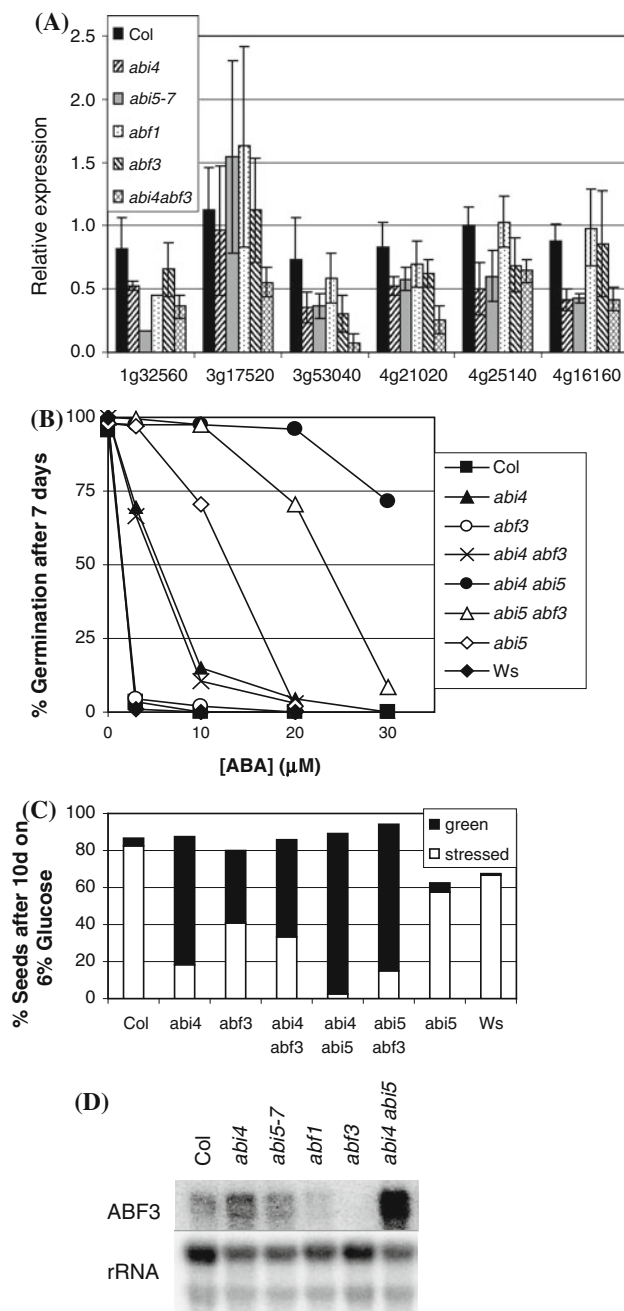 (A)
Col
abi4
abi5-7
abf1
abf3
abi4abf3
Relative expression
2.5
2.0
1.5
1.0
0.5
0.0
1g32560 3g17520 3g53040 4g21020 4g25140 4g16160
(B)
% Germination after 7 days
100
75
50
25
0
0 10 20 30
[ABA] (µM)
Col
abi4
abf3
abi4 abf3
abi4 abi5
abi5 abf3
abi5
Ws
(C)
% Seeds after 10d on
6% Glucose
100
80
60
40
20
0
green
stressed
Col abi4 abf3 abi4 abi4 abi5 abi5 Ws
abf3 abi5 abf3
(D)
Col abi4 abi5-7 abf1 abf3 abi4 abi5
ABF3
rRNA